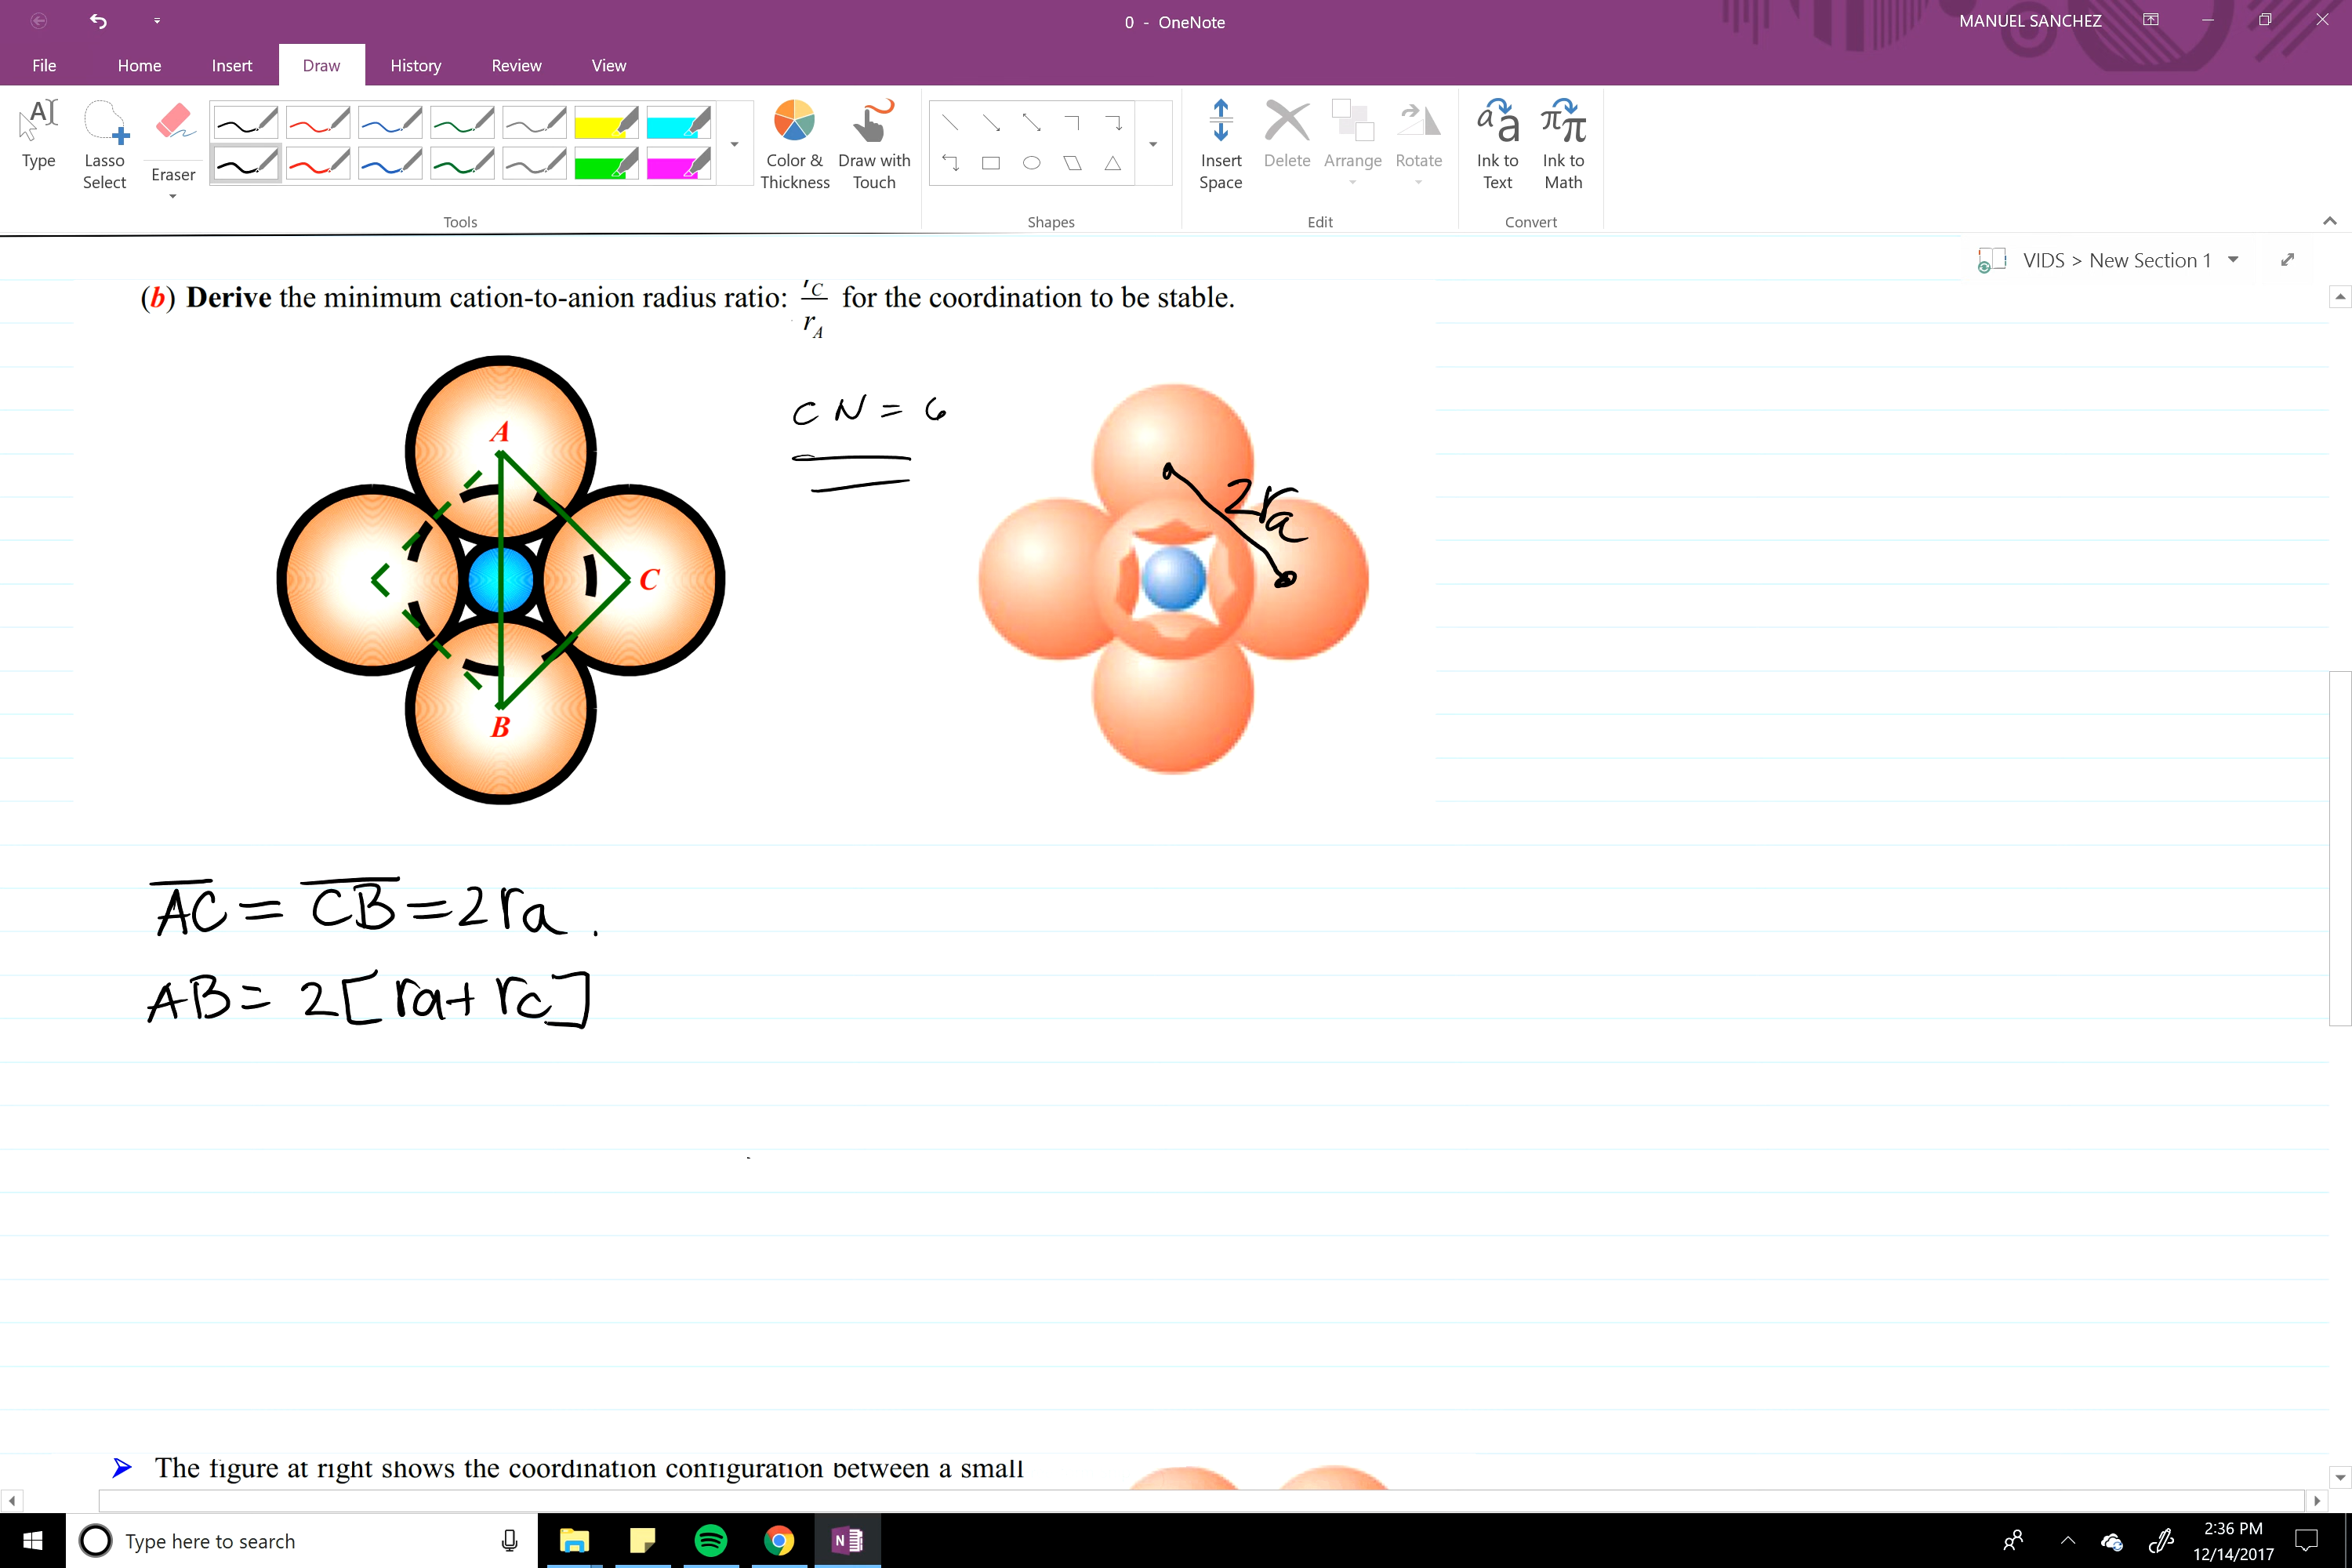 0 - OneNote
MANUEL SANCHEZ
File Home Insert Draw History Review View
Type
Lasso Select
Eraser
Color & Thickness
Draw with Touch
Insert Space
Delete
Arrange
Rotate
Ink to Text
Ink to Math
Tools Shapes Edit Convert
VIDS > New Section 1
(b) Derive the minimum cation-to-anion radius ratio: r_C / r_A for the coordination to be stable.
CN = 6
A
C
B
2ra
AC = CB = 2ra.
AB = 2[ra + rc]
The figure at right shows the coordination configuration between a small
Type here to search
2:36 PM
12/14/2017